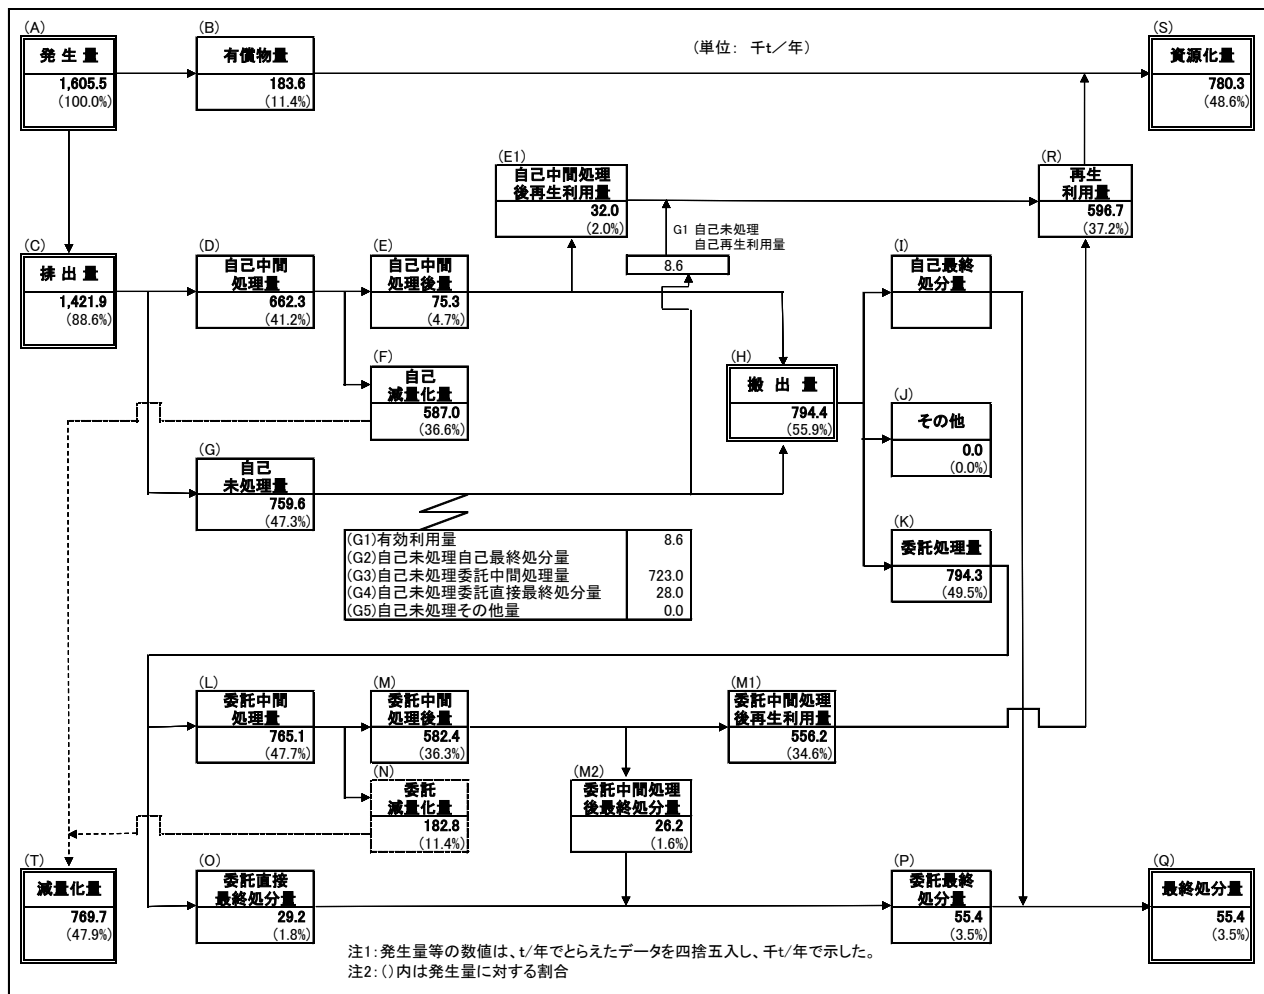 (A)
発 生 量
1,605.5
(100.0%)
(B)
有償物量
183.6
(11.4%)
(単位: 千t/年)
(S)
資源化量
780.3
(48.6%)
(E1)
自己中間処理
後再生利用量
32.0
(2.0%)
(R)
再生
利用量
596.7
(37.2%)
G1 自己未処理
自己再生利用量
8.6
(C)
排 出 量
1,421.9
(88.6%)
(D)
自己中間
処理量
662.3
(41.2%)
(E)
自己中間
処理後量
75.3
(4.7%)
(I)
自己最終
処分量
(F)
自己
減量化量
587.0
(36.6%)
(H)
搬 出 量
794.4
(55.9%)
(J)
その他
0.0
(0.0%)
(G)
自己
未処理量
759.6
(47.3%)
(G1)有効利用量 8.6
(G2)自己未処理自己最終処分量
(G3)自己未処理委託中間処理量 723.0
(G4)自己未処理委託直接最終処分量 28.0
(G5)自己未処理その他量 0.0
(K)
委託処理量
794.3
(49.5%)
(L)
委託中間
処理量
765.1
(47.7%)
(M)
委託中間
処理後量
582.4
(36.3%)
(M1)
委託中間処理
後再生利用量
556.2
(34.6%)
(N)
委託
減量化量
182.8
(11.4%)
(M2)
委託中間処理
後最終処分量
26.2
(1.6%)
(T)
減量化量
769.7
(47.9%)
(O)
委託直接
最終処分量
29.2
(1.8%)
(P)
委託最終
処分量
55.4
(3.5%)
(Q)
最終処分量
55.4
(3.5%)
注1:発生量等の数値は、t/年でとらえたデータを四捨五入し、千t/年で示した。
注2:()内は発生量に対する割合